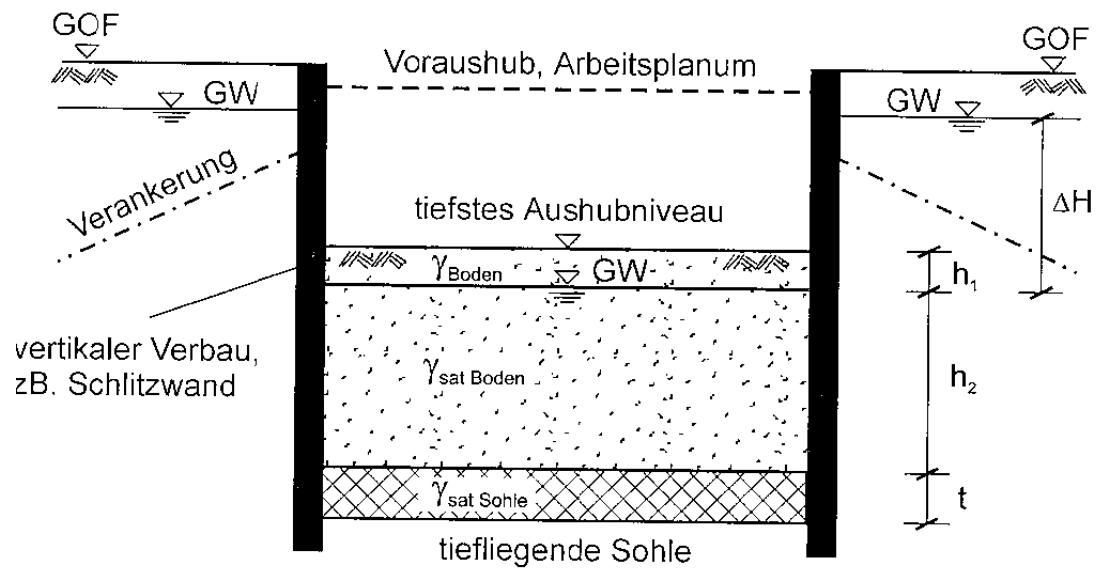 GOF
GOF
Voraushub, Arbeitsplanum
GW
GW
Verankerung
ΔH
tiefstes Aushubniveau
γBoden
GW
h1
vertikaler Verbau,
zB. Schlitzwand
γsat Boden
h2
γsat Sohle
t
tiefliegende Sohle